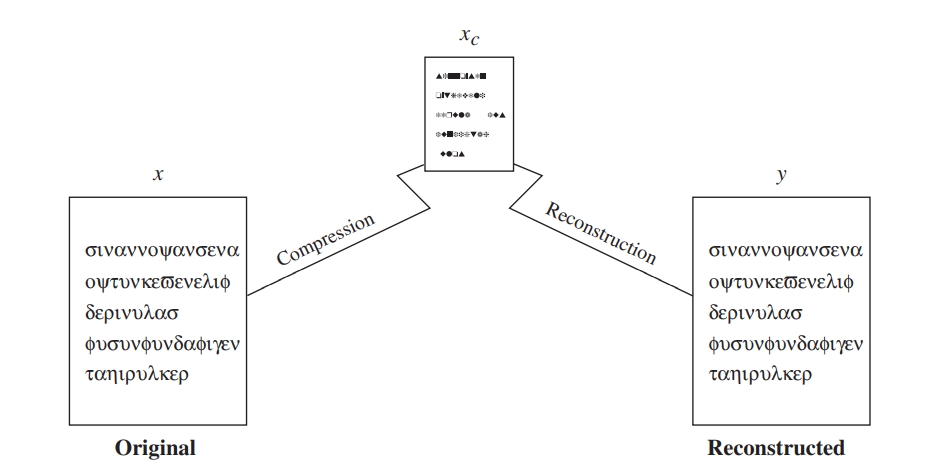 x_c
x
y
Compression
Reconstruction
σιναννοψανσενα
οψτυνκεϖενελιφ
δερινυλασ
φυσυνφυνδαφιγεν
ταηιρυλκερ
σιναννοψανσενα
οψτυνκεϖενελιφ
δερινυλασ
φυσυνφυνδαφιγεν
ταηιρυλκερ
Original
Reconstructed